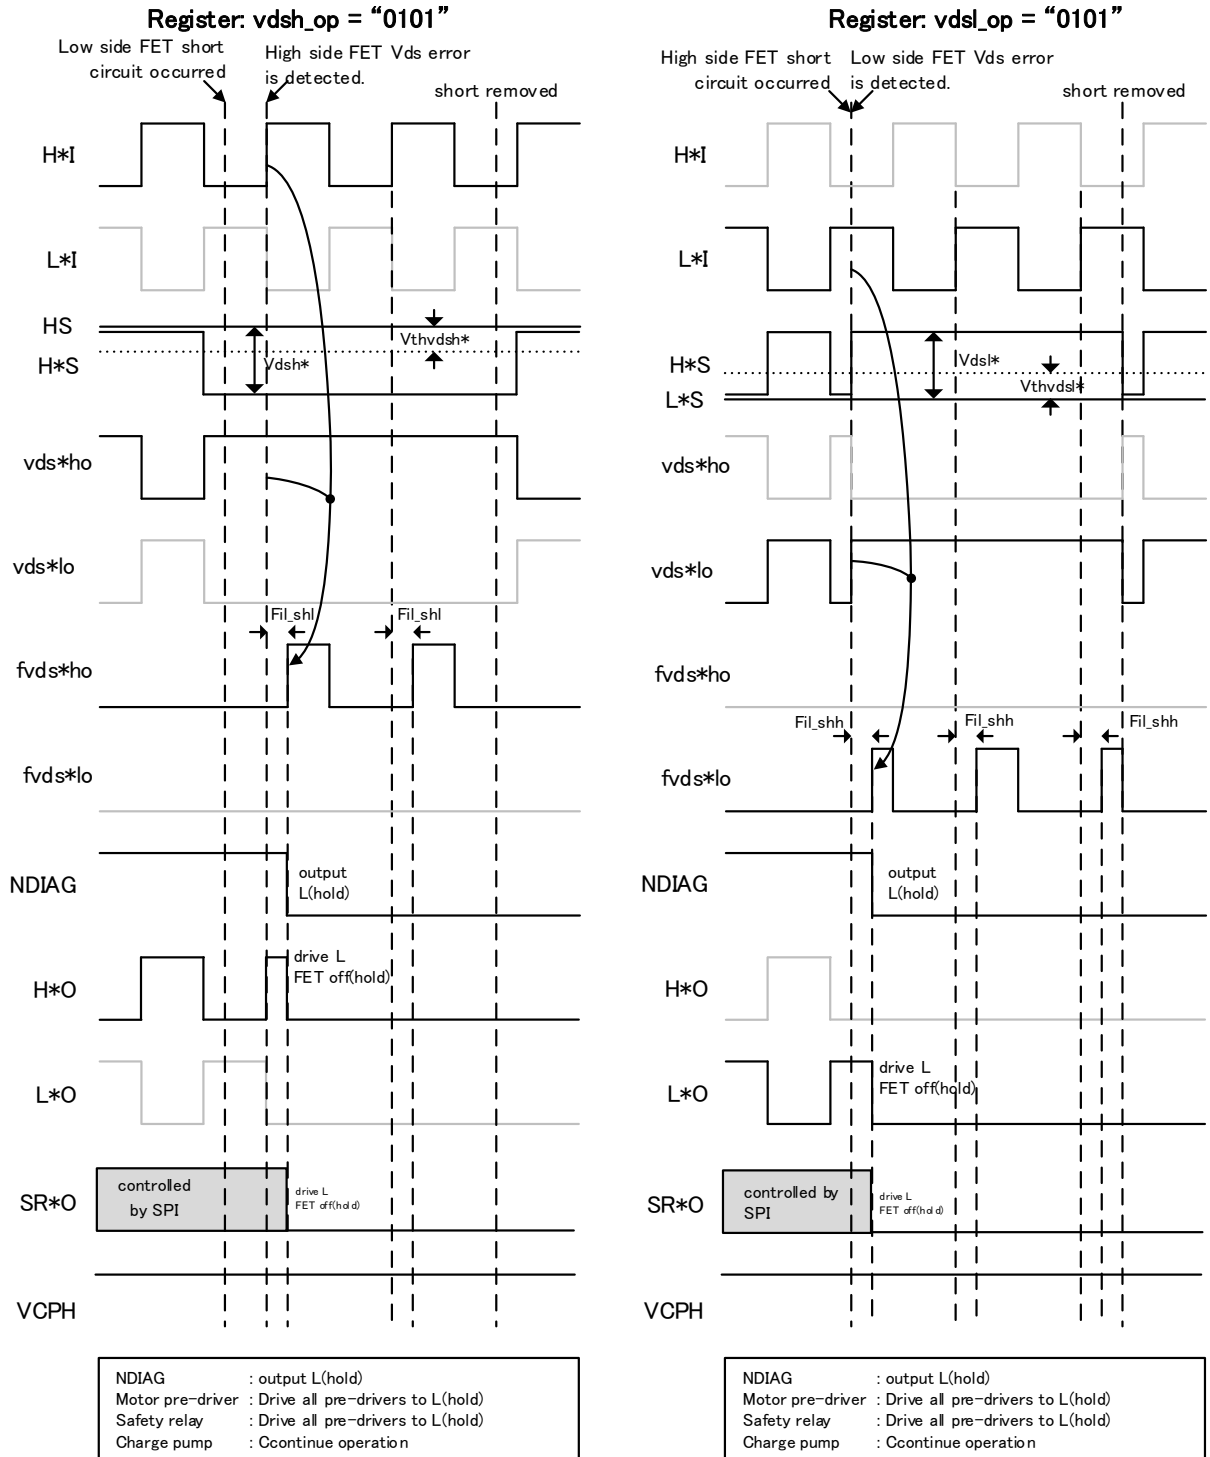 Register: vdsh_op = “0101”
Low side FET short
circuit occurred
High side FET Vds error
is detected.
short removed
H*I
L*I
HS
H*S
Vdsh*
Vthvdsh*
vds*ho
vds*lo
Fil_shl
Fil_shl
fvds*ho
fvds*lo
NDIAG
output
L(hold)
H*O
drive L
FET off(hold)
L*O
SR*O
controlled
by SPI
drive L
FET off(hold)
VCPH
NDIAG : output L(hold)
Motor pre-driver : Drive all pre-drivers to L(hold)
Safety relay : Drive all pre-drivers to L(hold)
Charge pump : Ccontinue operation
Register: vdsl_op = “0101”
High side FET short
circuit occurred
Low side FET Vds error
is detected.
short removed
H*I
L*I
H*S
L*S
Vdsl*
Vthvdsl*
vds*ho
vds*lo
fvds*ho
Fil_shh
Fil_shh
Fil_shh
fvds*lo
NDIAG
output
L(hold)
H*O
L*O
drive L
FET off(hold)
SR*O
controlled by
SPI
drive L
FET off(hold)
VCPH
NDIAG : output L(hold)
Motor pre-driver : Drive all pre-drivers to L(hold)
Safety relay : Drive all pre-drivers to L(hold)
Charge pump : Ccontinue operation